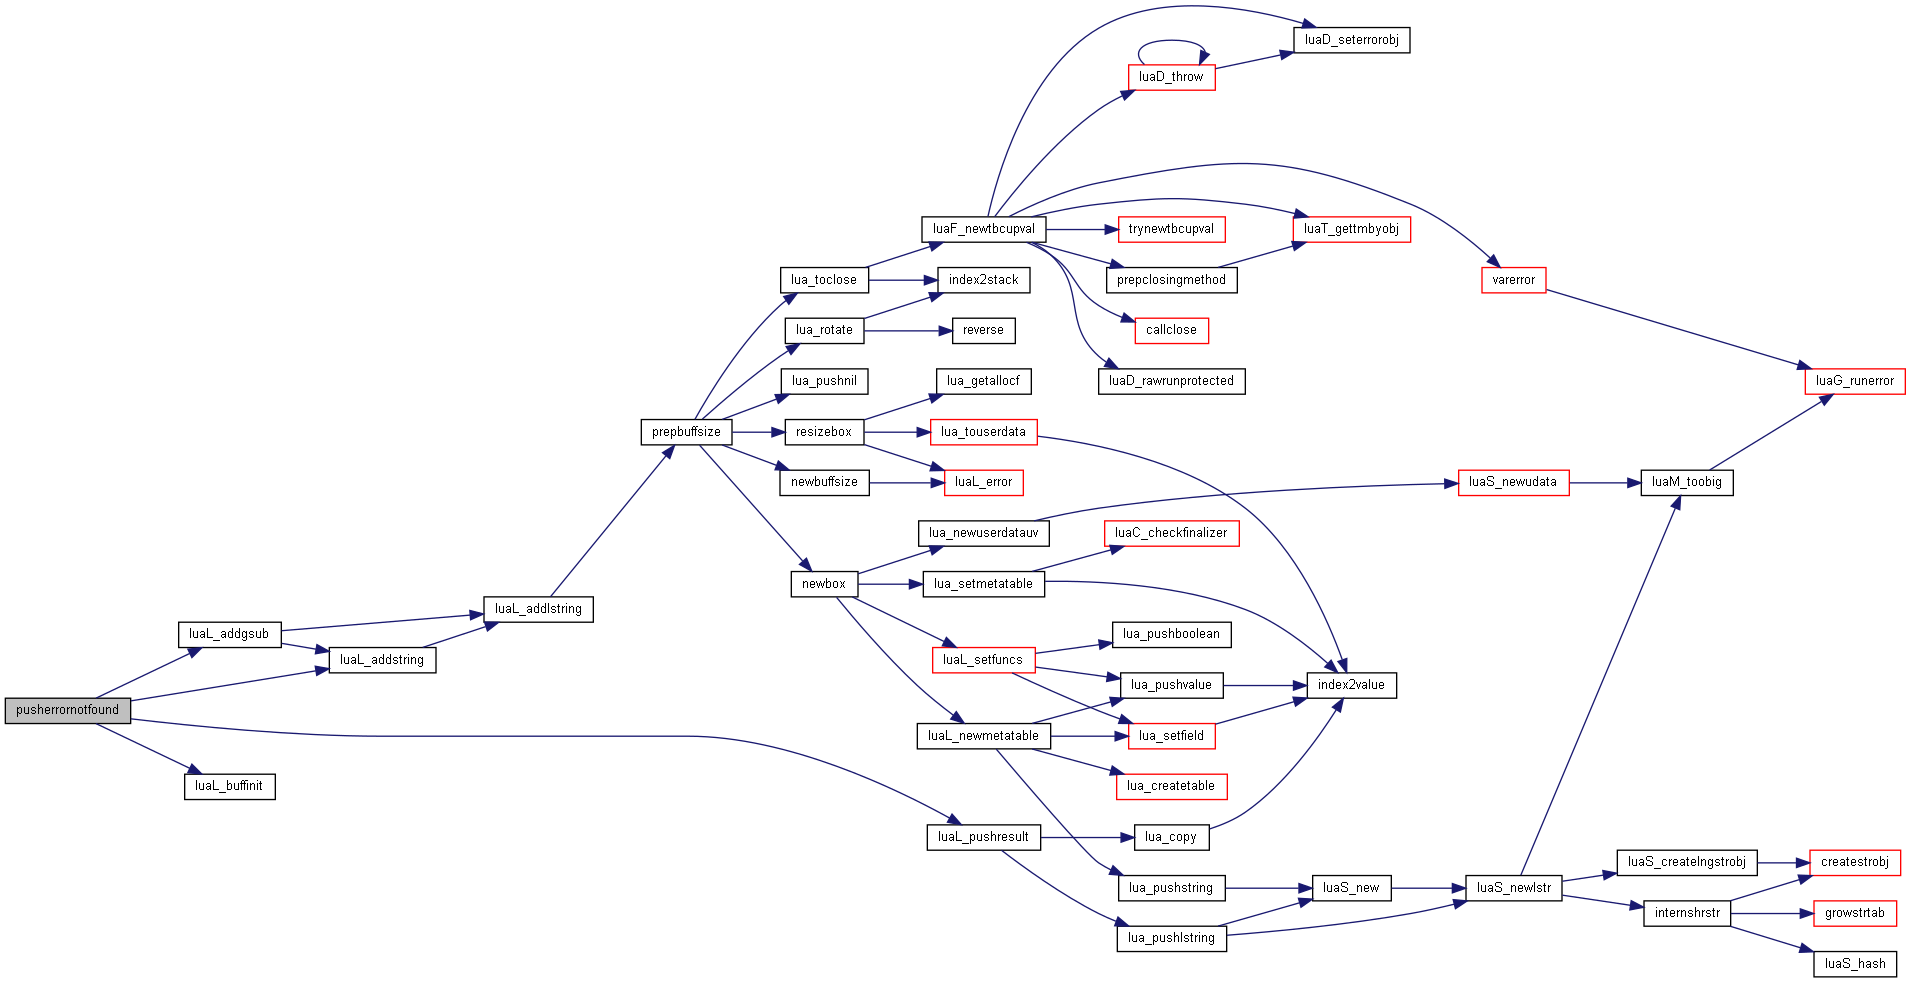 luaD_seterrorobj
luaD_throw
luaF_newtbcupval
trynewtbcupval
luaT_gettmbyobj
lua_toclose
index2stack
prepclosingmethod
varerror
lua_rotate
reverse
callclose
lua_pushnil
lua_getallocf
luaD_rawrunprotected
luaG_runerror
prepbuffsize
resizebox
lua_touserdata
newbuffsize
luaL_error
luaS_newudata
luaM_toobig
lua_newuserdatauv
luaC_checkfinalizer
newbox
lua_setmetatable
luaL_addlstring
luaL_addgsub
lua_pushboolean
luaL_addstring
luaL_setfuncs
lua_pushvalue
index2value
pusherrornotfound
luaL_newmetatable
lua_setfield
luaL_buffinit
lua_createtable
luaL_pushresult
lua_copy
luaS_createlngstrobj
createstrobj
lua_pushstring
luaS_new
luaS_newlstr
internshrstr
growstrtab
lua_pushlstring
luaS_hash